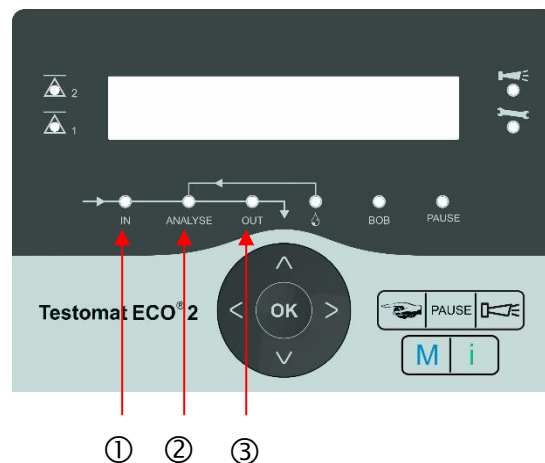 2
1
IN ANALYSE OUT BOB PAUSE
Testomat ECO® 2
OK
PAUSE
M i
① ② ③